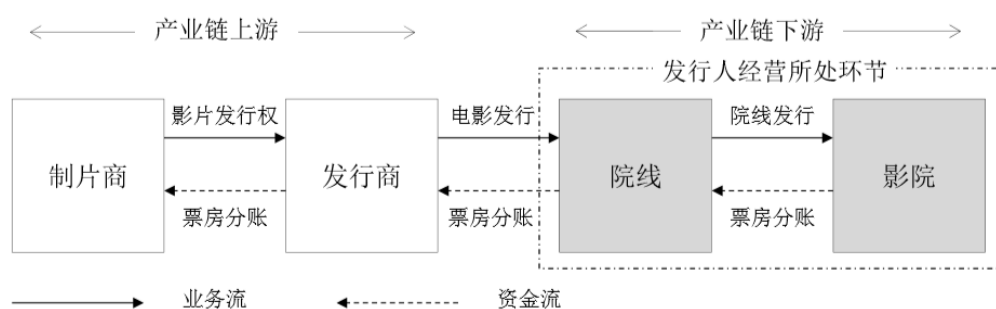 产业链上游
产业链下游
发行人经营所处环节
影片发行权
电影发行
院线发行
制片商
发行商
院线
影院
票房分账
票房分账
票房分账
业务流
资金流